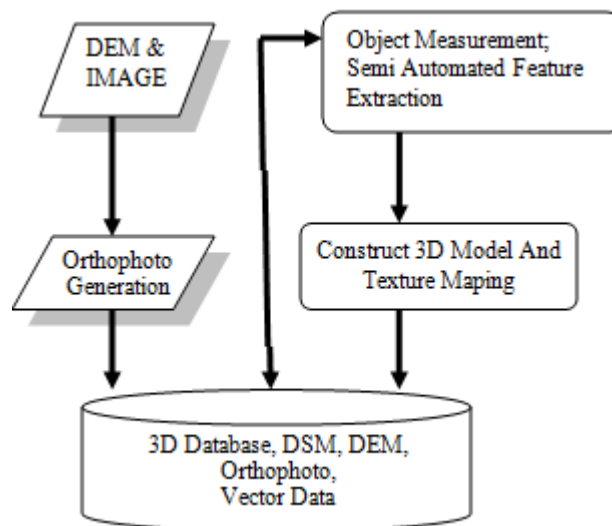 DEM &
IMAGE
Object Measurement;
Semi Automated Feature
Extraction
Orthophoto
Generation
Construct 3D Model And
Texture Maping
3D Database, DSM, DEM,
Orthophoto,
Vector Data